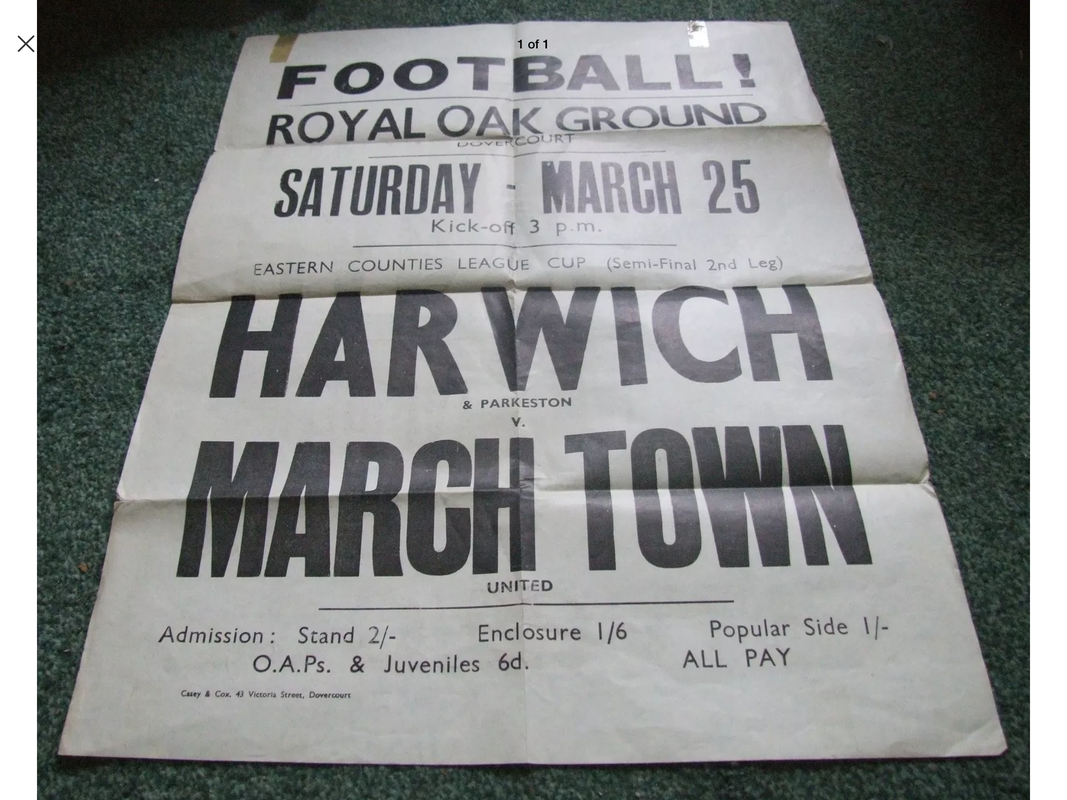 1 of 1
FOOTBALL!
ROYAL OAK GROUND
DOVERCOURT
SATURDAY - MARCH 25
Kick-off 3 p.m.
EASTERN COUNTIES LEAGUE CUP (Semi-Final 2nd Leg)
HARWICH
& PARKESTON
V.
MARCH TOWN
UNITED
Admission: Stand 2/- Enclosure 1/6 Popular Side 1/-
O.A.Ps. & Juveniles 6d. ALL PAY
Casey & Cox, 43 Victoria Street, Dovercourt